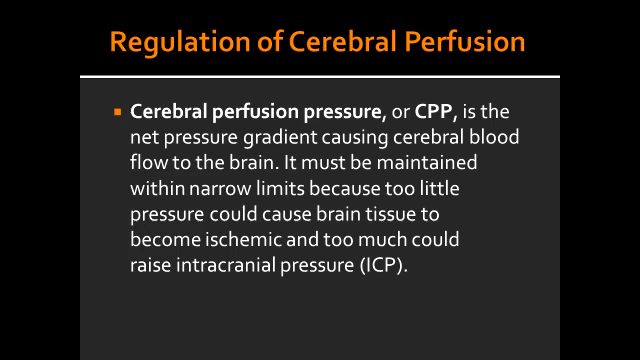 Regulation of Cerebral Perfusion
▪ Cerebral perfusion pressure, or CPP, is the
net pressure gradient causing cerebral blood
flow to the brain. It must be maintained
within narrow limits because too little
pressure could cause brain tissue to
become ischemic and too much could
raise intracranial pressure (ICP).